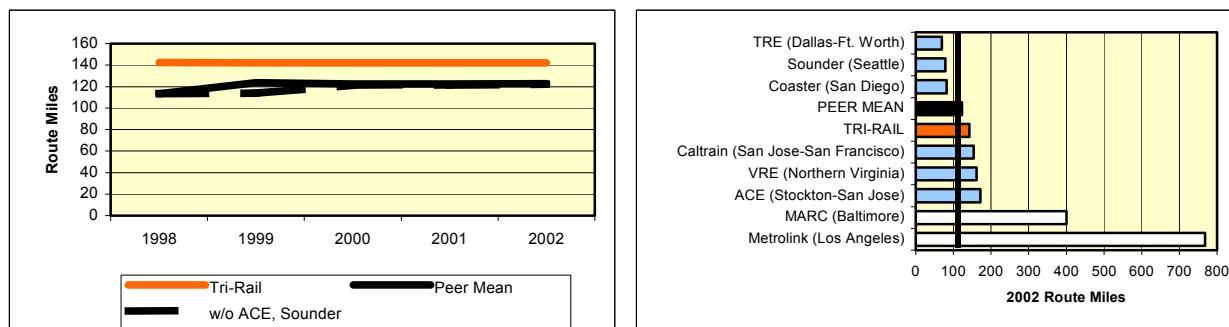 160
140
120
100
80
60
40
20
0
Route Miles
1998 1999 2000 2001 2002
Tri-Rail Peer Mean
w/o ACE, Sounder
TRE (Dallas-Ft. Worth)
Sounder (Seattle)
Coaster (San Diego)
PEER MEAN
TRI-RAIL
Caltrain (San Jose-San Francisco)
VRE (Northern Virginia)
ACE (Stockton-San Jose)
MARC (Baltimore)
Metrolink (Los Angeles)
0 100 200 300 400 500 600 700 800
2002 Route Miles